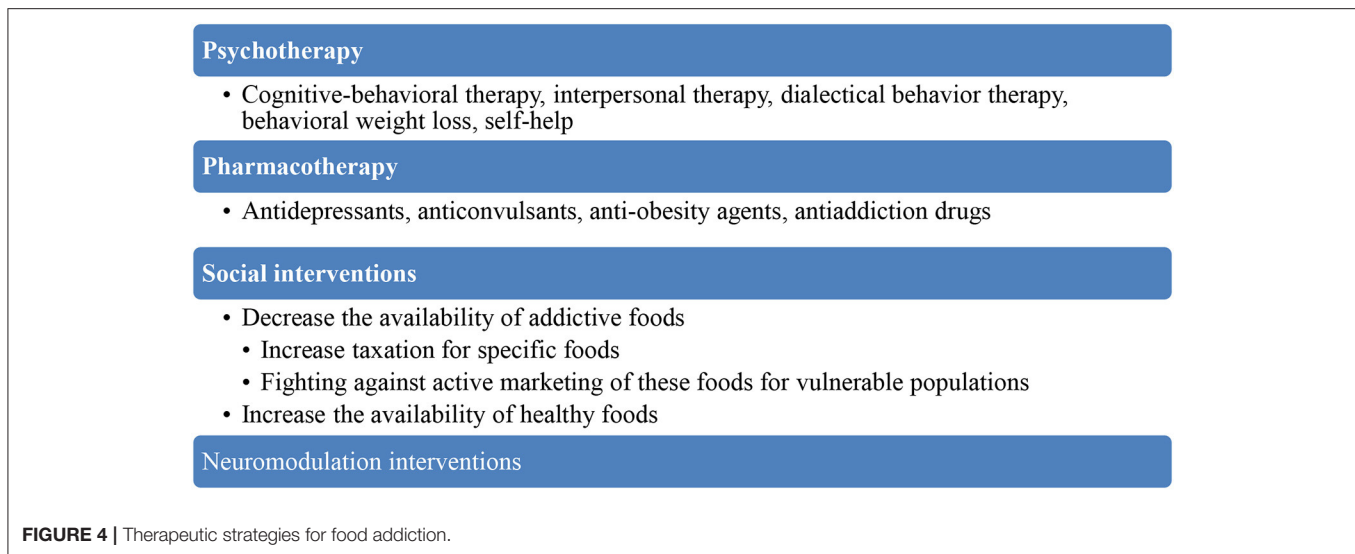 Psychotherapy
• Cognitive-behavioral therapy, interpersonal therapy, dialectical behavior therapy,
behavioral weight loss, self-help
Pharmacotherapy
• Antidepressants, anticonvulsants, anti-obesity agents, antiaddiction drugs
Social interventions
• Decrease the availability of addictive foods
• Increase taxation for specific foods
• Fighting against active marketing of these foods for vulnerable populations
• Increase the availability of healthy foods
Neuromodulation interventions
FIGURE 4 | Therapeutic strategies for food addiction.